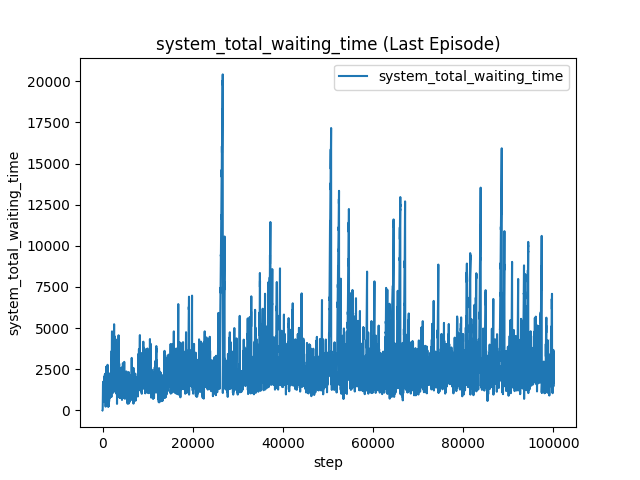 system_total_waiting_time (Last Episode)
system_total_waiting_time
system_total_waiting_time
20000
17500
15000
12500
10000
7500
5000
2500
0
0 20000 40000 60000 80000 100000
step